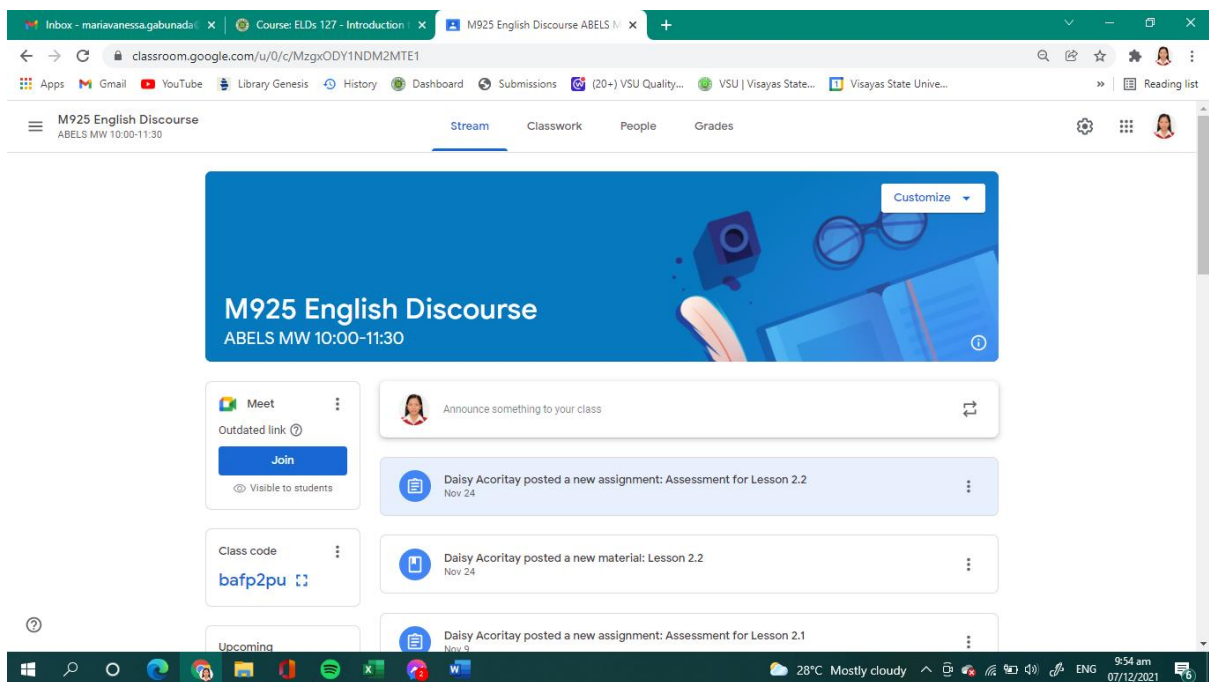 Inbox - mariavanessa.gabunada
Course: ELDs 127 - Introduction
M925 English Discourse ABELS M
classroom.google.com/u/0/c/MzgxODY1NDM2MTE1
Apps Gmail YouTube Library Genesis History Dashboard Submissions (20+) VSU Quality... VSU | Visayas State... Visayas State Unive... » Reading list
M925 English Discourse
ABELS MW 10:00-11:30
Stream Classwork People Grades
Customize
M925 English Discourse
ABELS MW 10:00-11:30
Meet
Outdated link
Join
Visible to students
Announce something to your class
Daisy Acoritay posted a new assignment: Assessment for Lesson 2.2
Nov 24
Class code
bafp2pu
Daisy Acoritay posted a new material: Lesson 2.2
Nov 24
Upcoming
Daisy Acoritay posted a new assignment: Assessment for Lesson 2.1
Nov 9
28°C Mostly cloudy ENG 9:54 am
07/12/2021